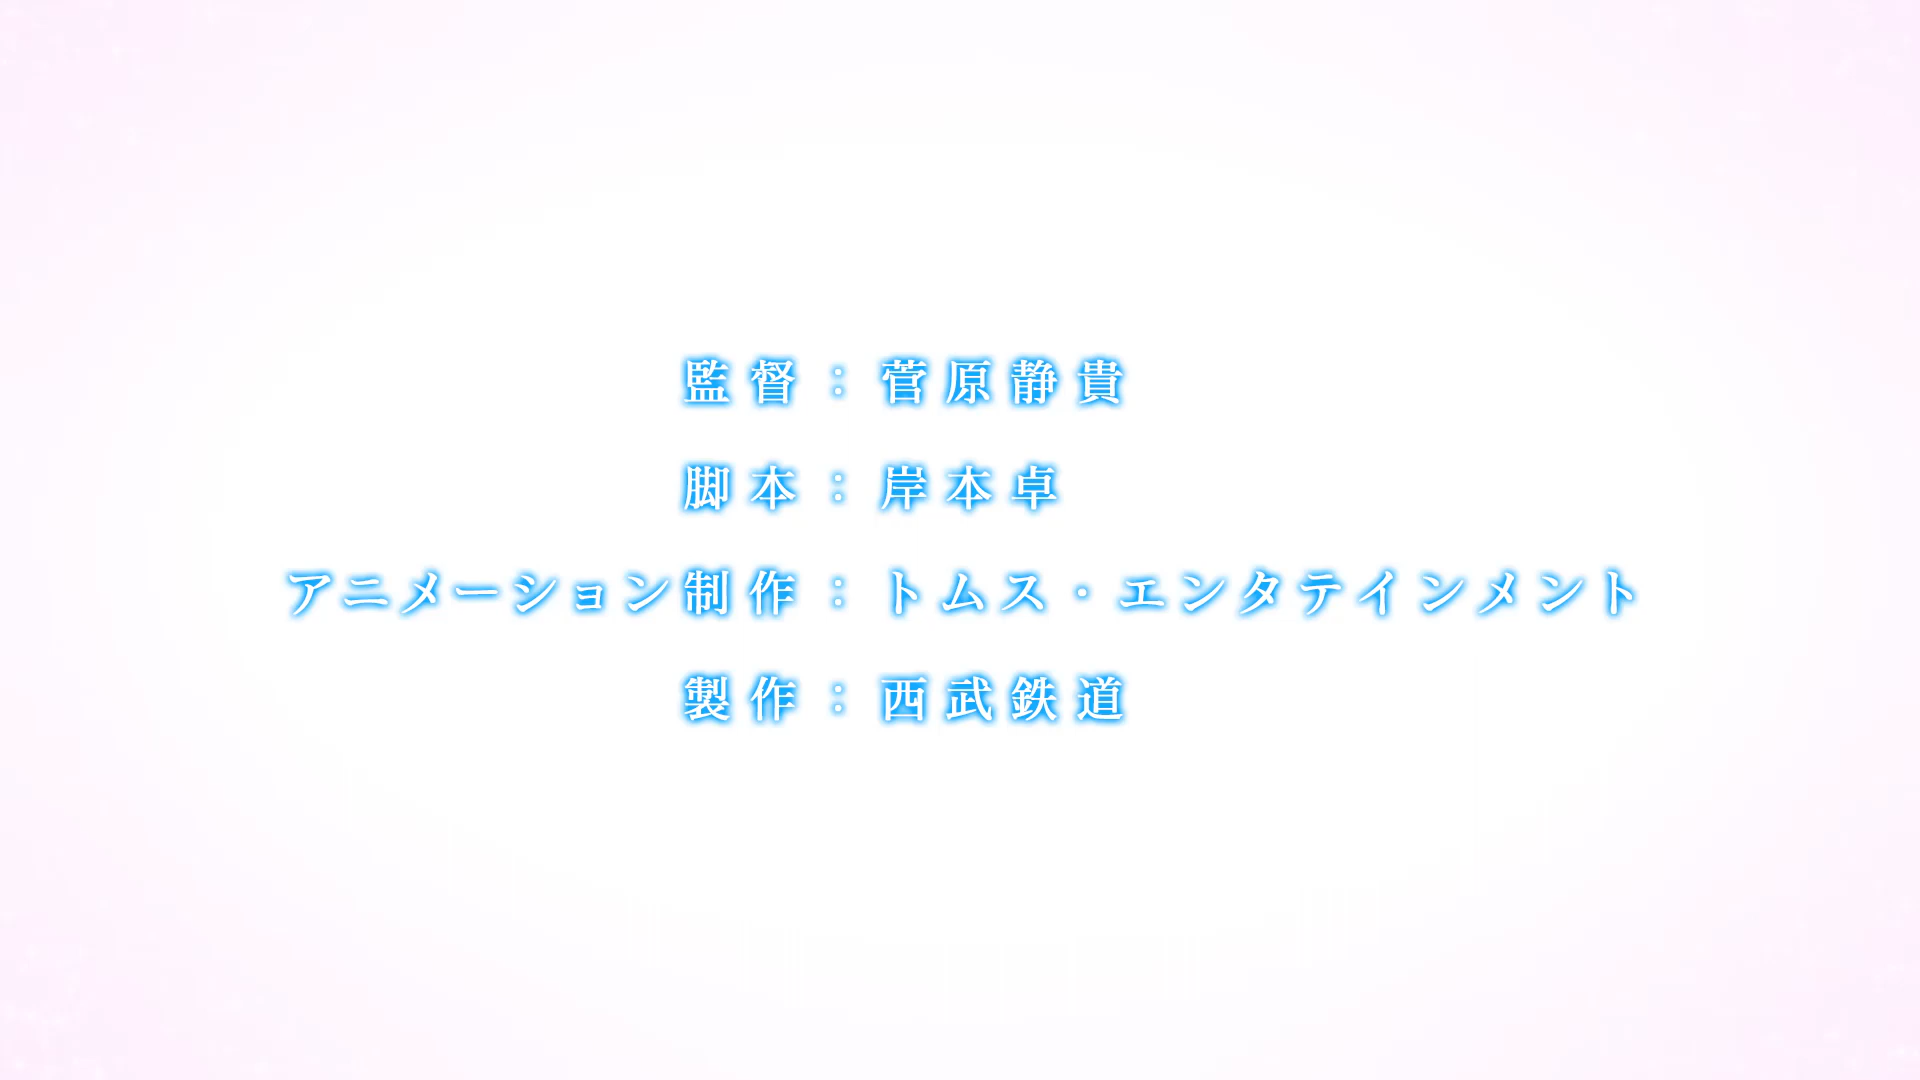 監督：菅原静貴
脚本：岸本卓
アニメーション制作：トムス・エンタテインメント
製作：西武鉄道